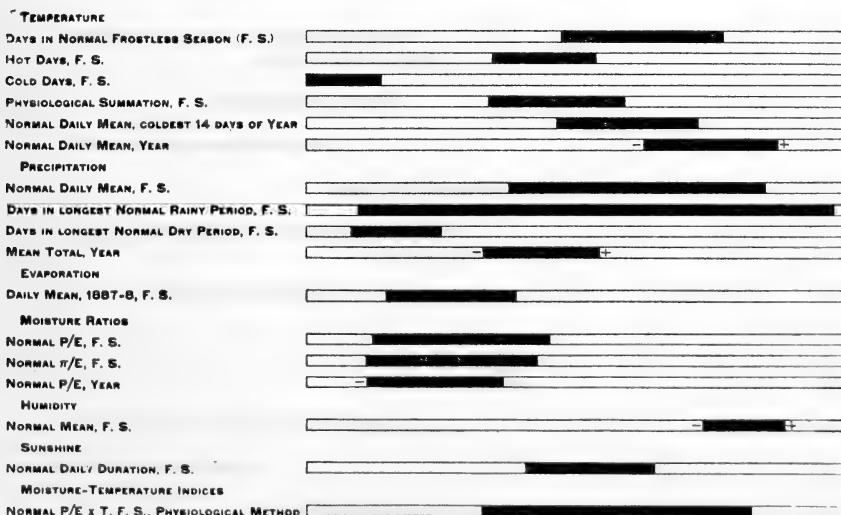 TEMPERATURE
DAYS IN NORMAL FROSTLESS SEASON (F. S.)
HOT DAYS, F. S.
COLD DAYS, F. S.
PHYSIOLOGICAL SUMMATION, F. S.
NORMAL DAILY MEAN, COLDEST 14 DAYS OF YEAR
NORMAL DAILY MEAN, YEAR – +
PRECIPITATION
NORMAL DAILY MEAN, F. S.
DAYS IN LONGEST NORMAL RAINY PERIOD, F. S.
DAYS IN LONGEST NORMAL DRY PERIOD, F. S.
MEAN TOTAL, YEAR – +
EVAPORATION
DAILY MEAN, 1887-8, F. S.
MOISTURE RATIOS
NORMAL P/E, F. S.
NORMAL π/E, F. S.
NORMAL P/E, YEAR –
HUMIDITY
NORMAL MEAN, F. S. – +
SUNSHINE
NORMAL DAILY DURATION, F. S.
MOISTURE-TEMPERATURE INDICES
NORMAL P/E x T, F. S., PHYSIOLOGICAL METHOD